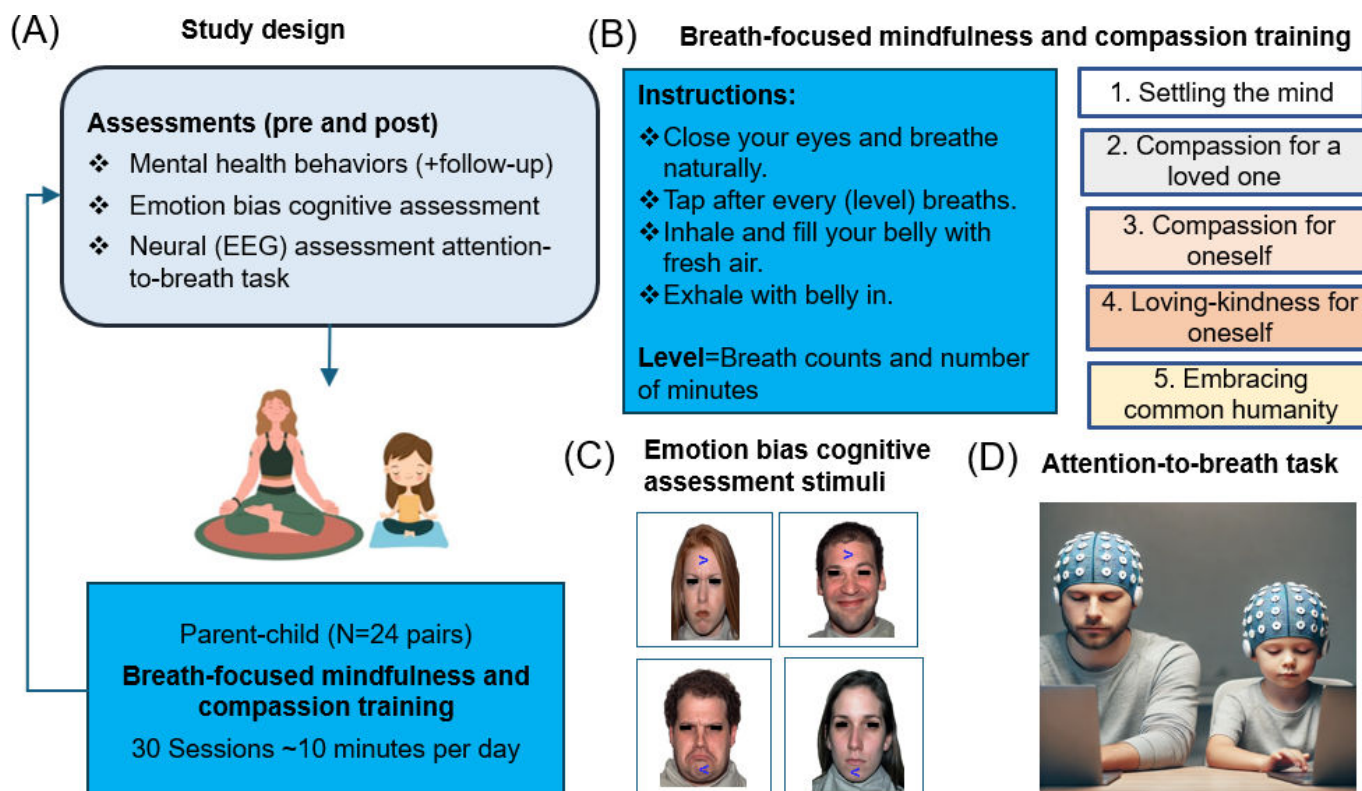 (A) Study design
Assessments (pre and post)
❖ Mental health behaviors (+follow-up)
❖ Emotion bias cognitive assessment
❖ Neural (EEG) assessment attention-
to-breath task
Parent-child (N=24 pairs)
Breath-focused mindfulness and
compassion training
30 Sessions ~10 minutes per day
(B) Breath-focused mindfulness and compassion training
Instructions:
❖Close your eyes and breathe
naturally.
❖Tap after every (level) breaths.
❖Inhale and fill your belly with
fresh air.
❖Exhale with belly in.
Level=Breath counts and number
of minutes
1. Settling the mind
2. Compassion for a
loved one
3. Compassion for
oneself
4. Loving-kindness for
oneself
5. Embracing
common humanity
(C) Emotion bias cognitive
assessment stimuli
>
>
<
<
(D) Attention-to-breath task